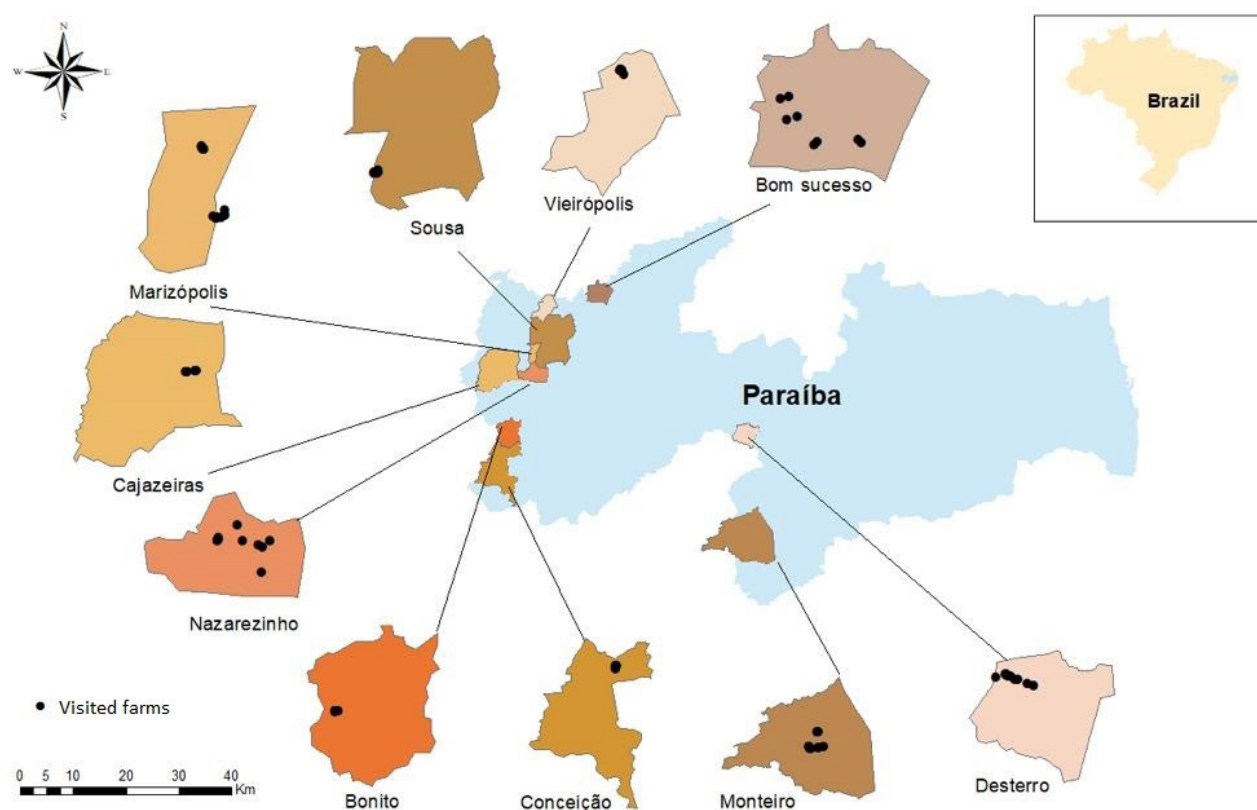 N
W E
S
Brazil
Vieirópolis
Bom sucesso
Sousa
Marizópolis
Paraíba
Cajazeiras
Nazarezinho
Visited farms
0 5 10 20 30 40
Km
Bonito
Conceição
Monteiro
Desterro